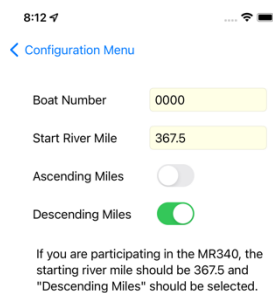 8:12
Configuration Menu
Boat Number 0000
Start River Mile 367.5
Ascending Miles
Descending Miles
If you are participating in the MR340, the
starting river mile should be 367.5 and
"Descending Miles" should be selected.